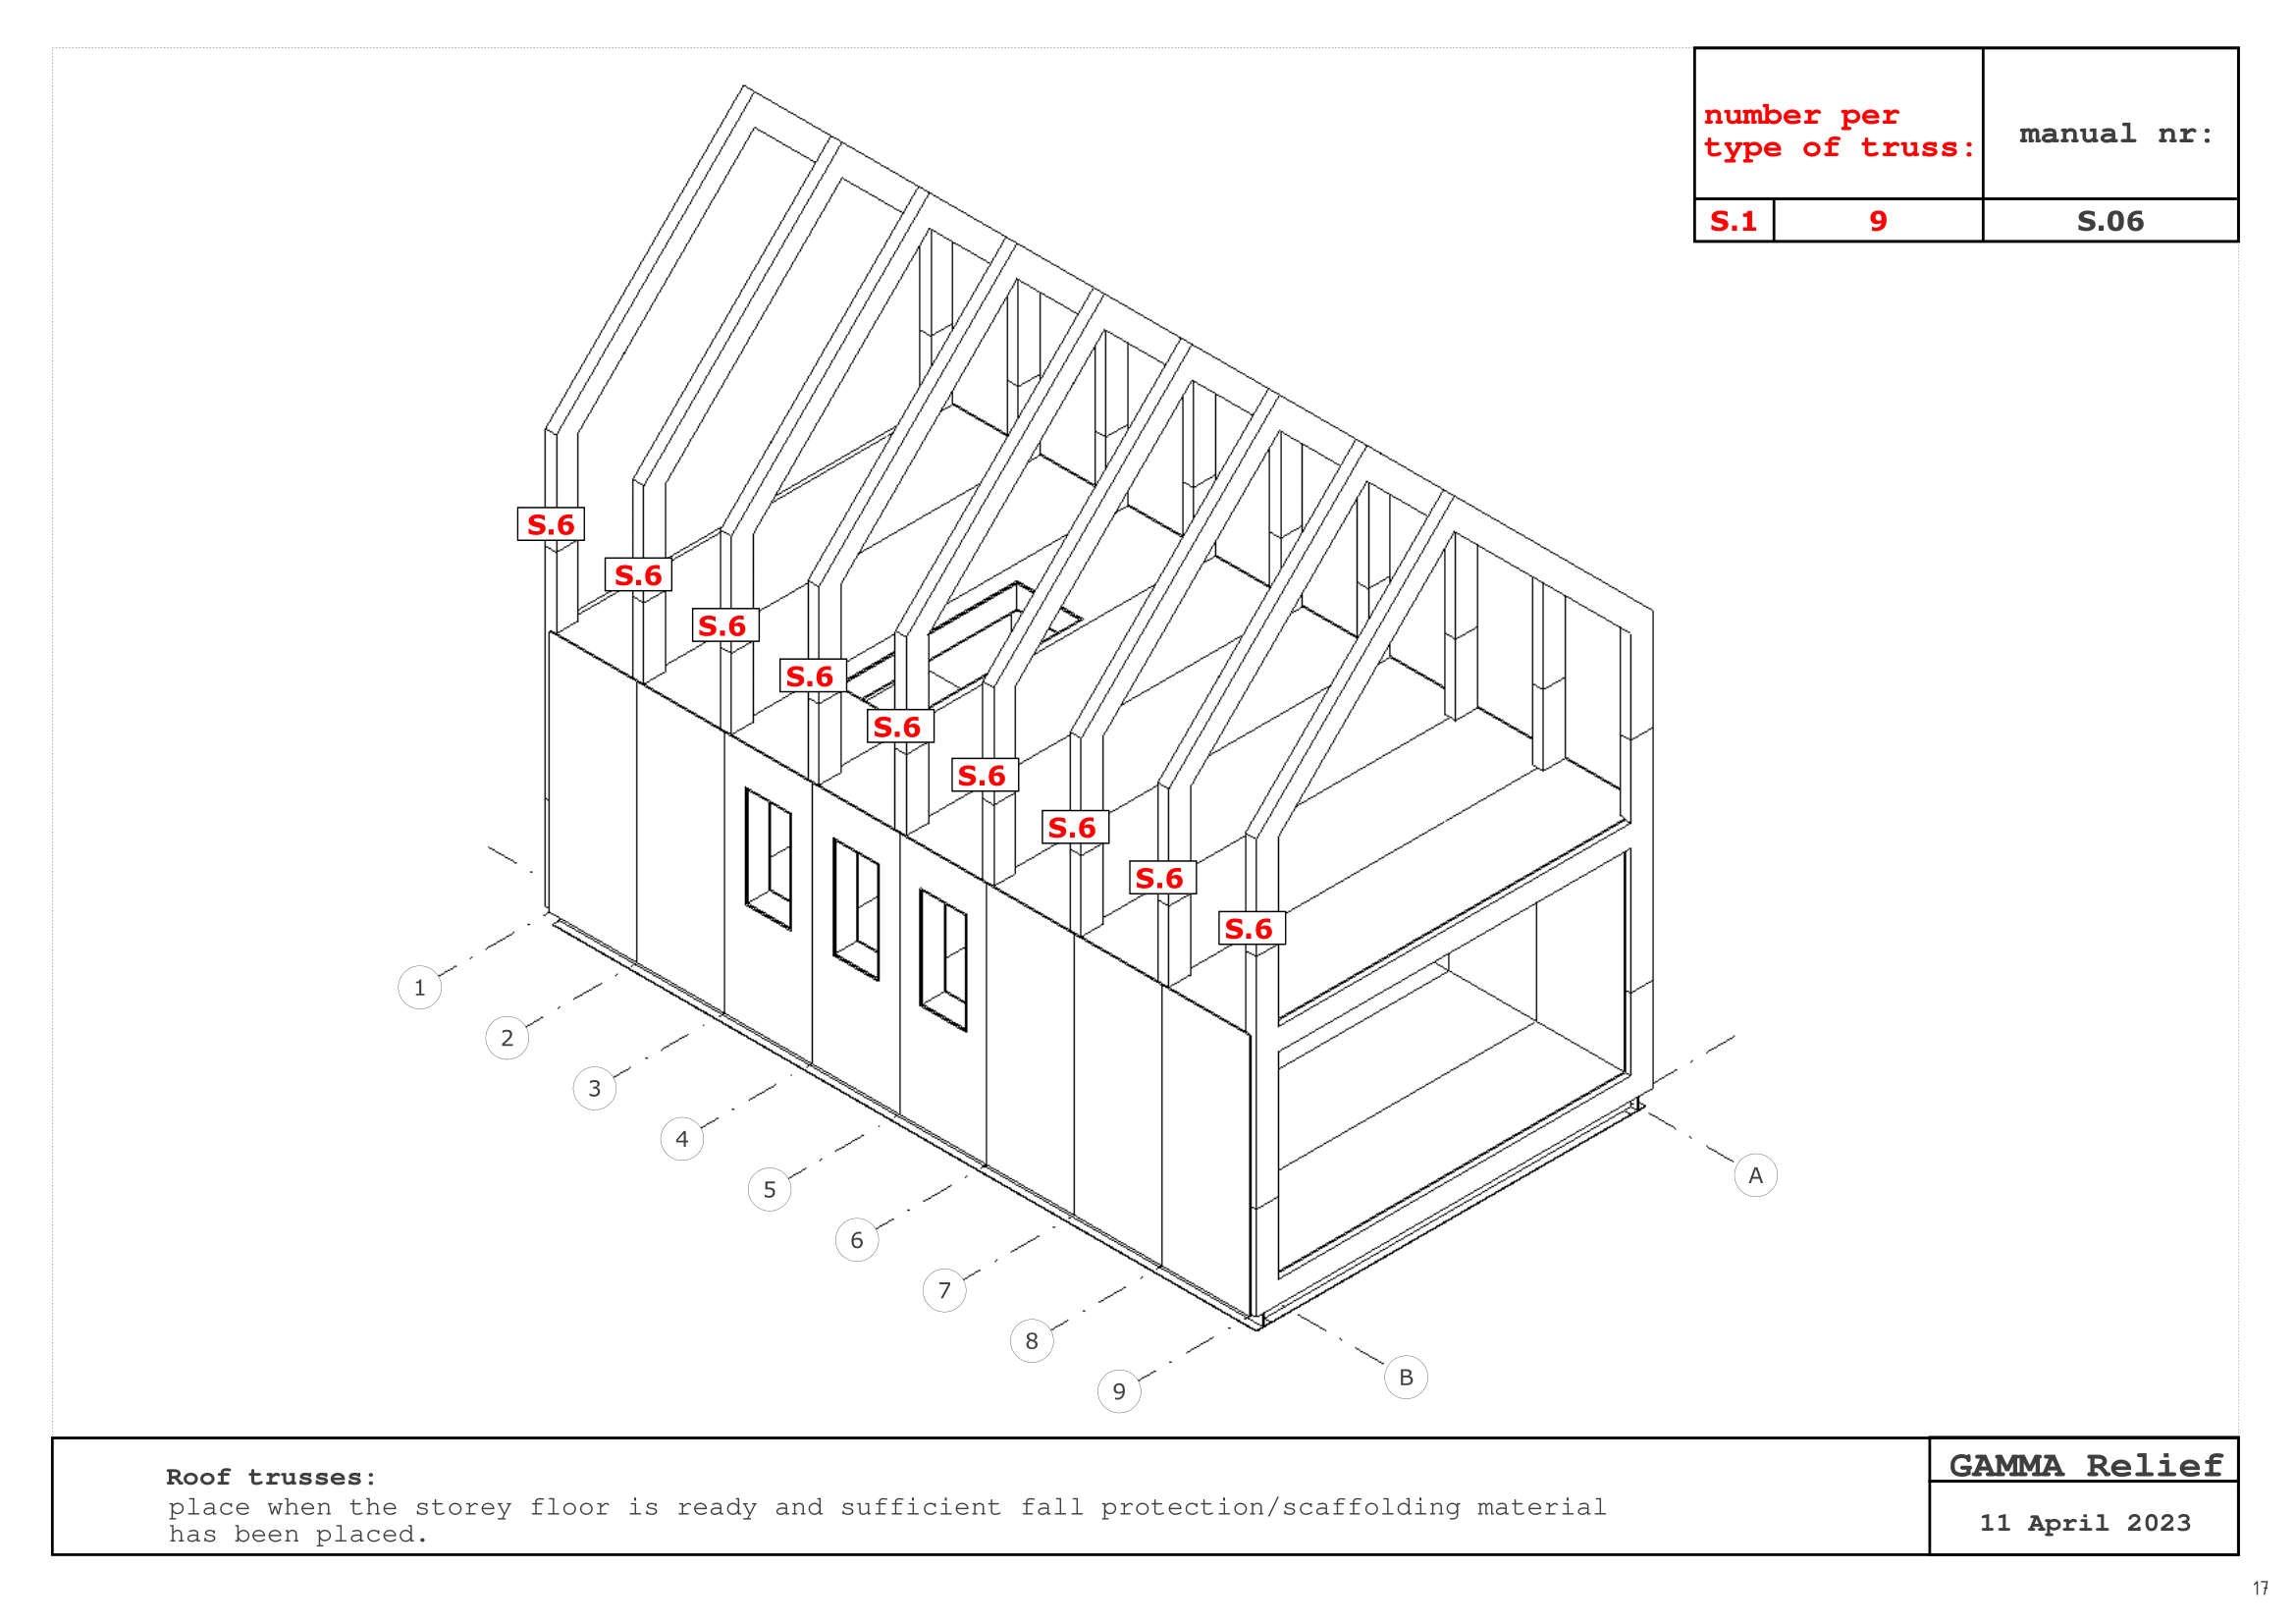 number per
type of truss:
manual nr:
S.1
9
S.06
S.6
S.6
S.6
S.6
S.6
S.6
S.6
S.6
S.6
1
2
3
4
5
6
7
8
9
A
B
Roof trusses:
place when the storey floor is ready and sufficient fall protection/scaffolding material
has been placed.
GAMMA Relief
11 April 2023
17